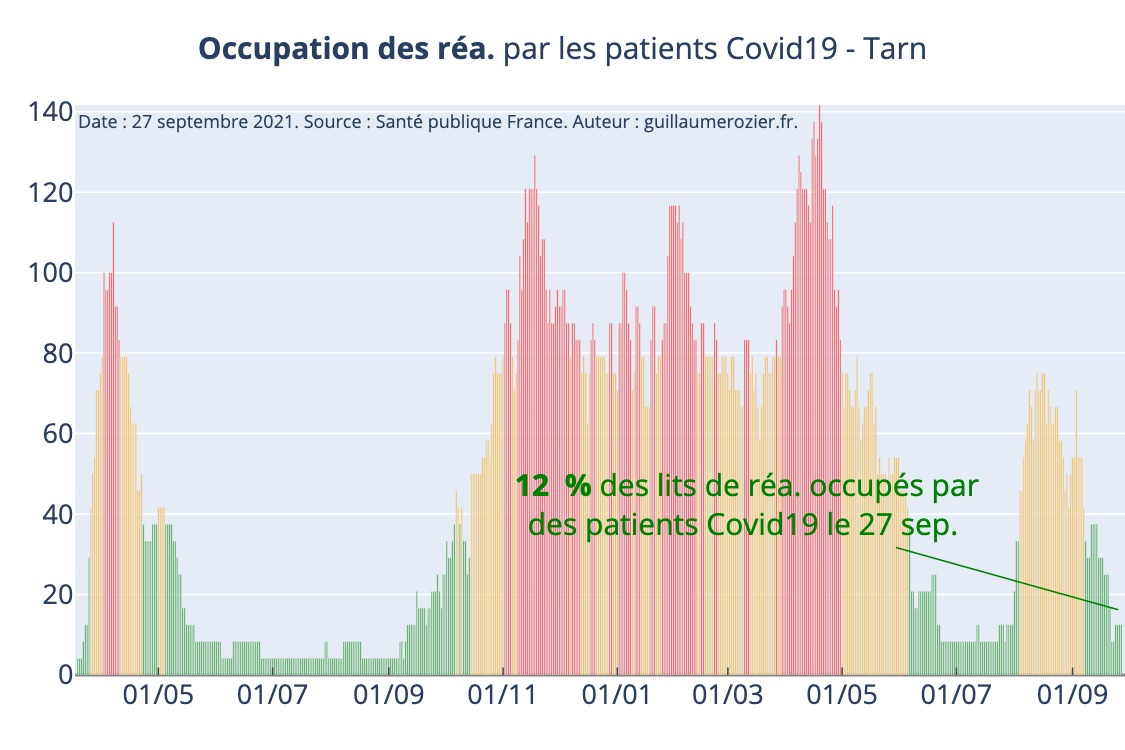 Occupation des réa. par les patients Covid19 - Tarn
140
Date : 27 septembre 2021. Source : Santé publique France. Auteur : guillaumerozier.fr.
120
100
80
60
12 % des lits de réa. occupés par
des patients Covid19 le 27 sep.
40
20
0
01/05 01/07 01/09 01/11 01/01 01/03 01/05 01/07 01/09